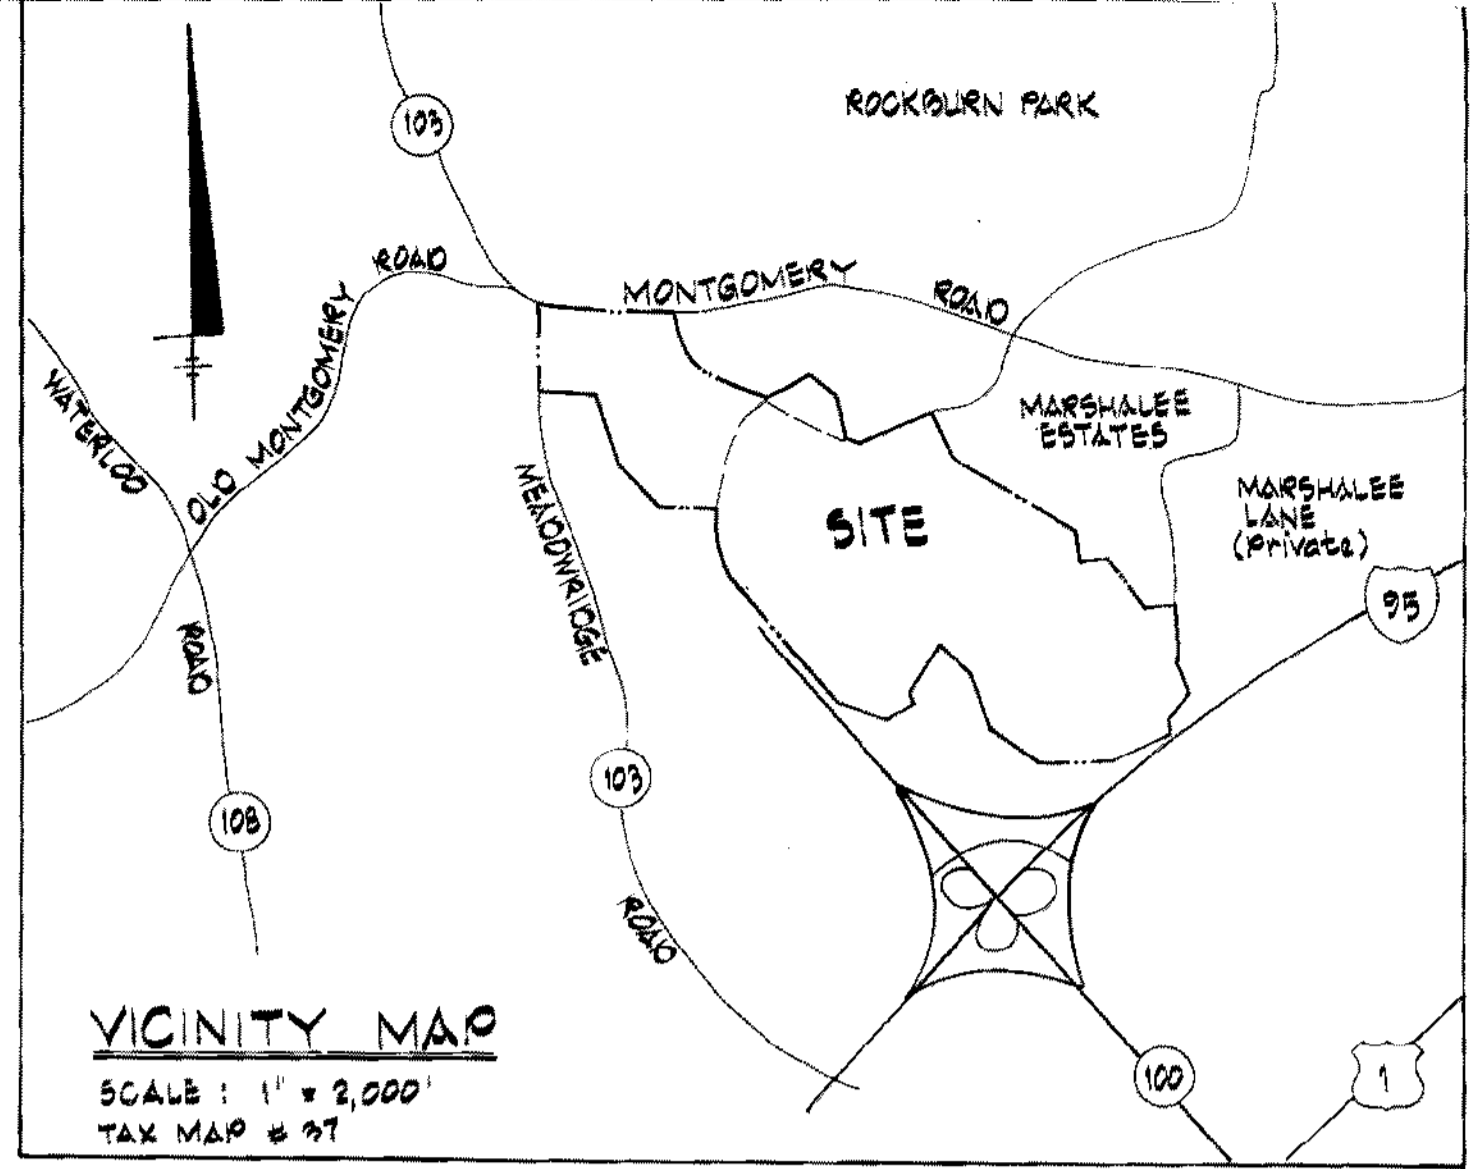 103
ROCKBURN PARK
OLD MONTGOMERY ROAD
MONTGOMERY ROAD
WATERLOO ROAD
MARSHALEE
ESTATES
MARSHALEE
LANE
(Private)
SITE
MEADOWRIDGE ROAD
95
103
108
100
1
VICINITY MAP
SCALE : 1" = 2,000'
TAX MAP # 37